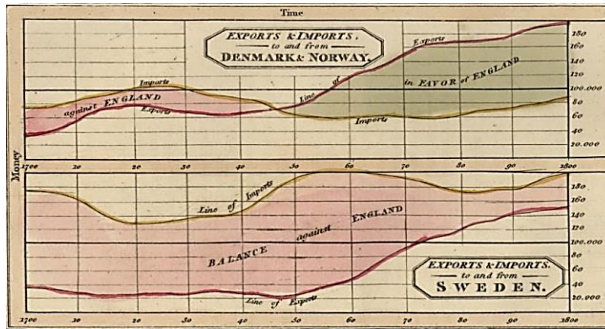 Time
EXPORTS & IMPORTS.
to and from
DENMARK & NORWAY.
Imports
against ENGLAND
Exports
Line of Exports
in FAVOR of ENGLAND
Imports
180
160
140
120
100.000
80
60
40
20.000
1700 10 20 30 40 50 60 70 80 90 1800
Money
Line of Imports
BALANCE against ENGLAND
180
160
140
120
100.000
80
60
40
20.000
Line of Exports
EXPORTS & IMPORTS.
to and from
SWEDEN.
1700 10 20 30 40 50 60 70 80 90 1800